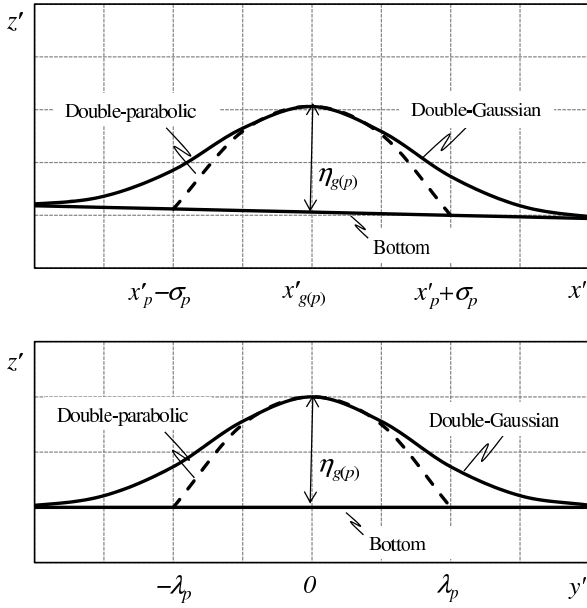 z′
Double-parabolic
Double-Gaussian
η_g(p)
Bottom
x′_p−σ_p
x′_g(p)
x′_p+σ_p
x′
z′
Double-parabolic
Double-Gaussian
η_g(p)
Bottom
−λ_p
0
λ_p
y′